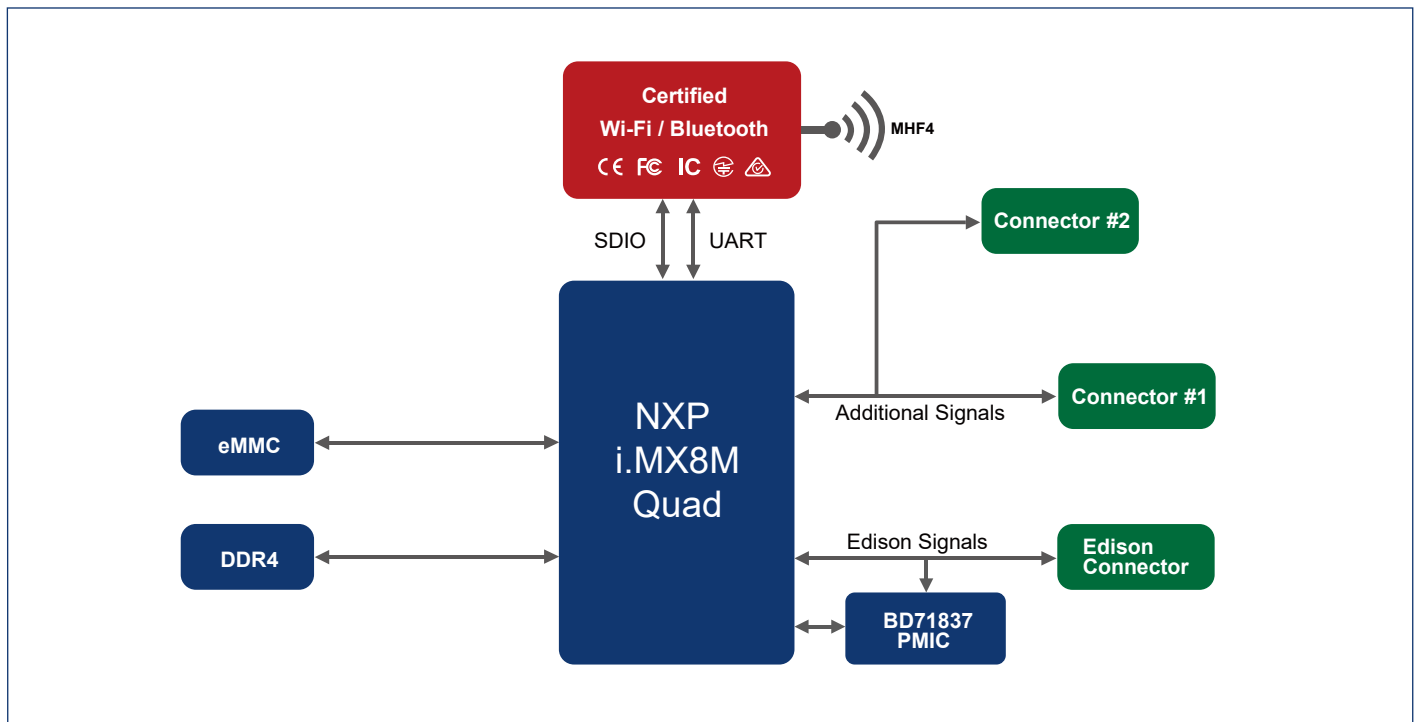 Certified
Wi-Fi / Bluetooth
CE FC IC
MHF4
SDIO
UART
Connector #2
NXP
i.MX8M
Quad
Additional Signals
Connector #1
eMMC
DDR4
Edison Signals
Edison
Connector
BD71837
PMIC